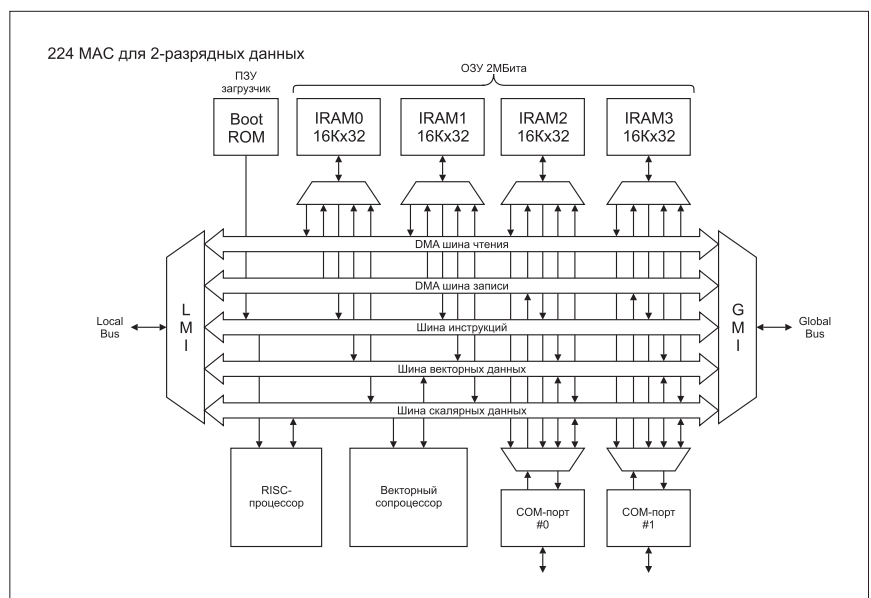 224 MAC для 2-разрядных данных
ПЗУ
загрузчик
ОЗУ 2МБита
Boot
ROM
IRAM0
16Кx32
IRAM1
16Кx32
IRAM2
16Кx32
IRAM3
16Кx32
DMA шина чтения
DMA шина записи
Шина инструкций
Шина векторных данных
Шина скалярных данных
L
M
I
G
M
I
Local
Bus
Global
Bus
RISC-
процессор
Векторный
сопроцессор
COM-порт
#0
COM-порт
#1